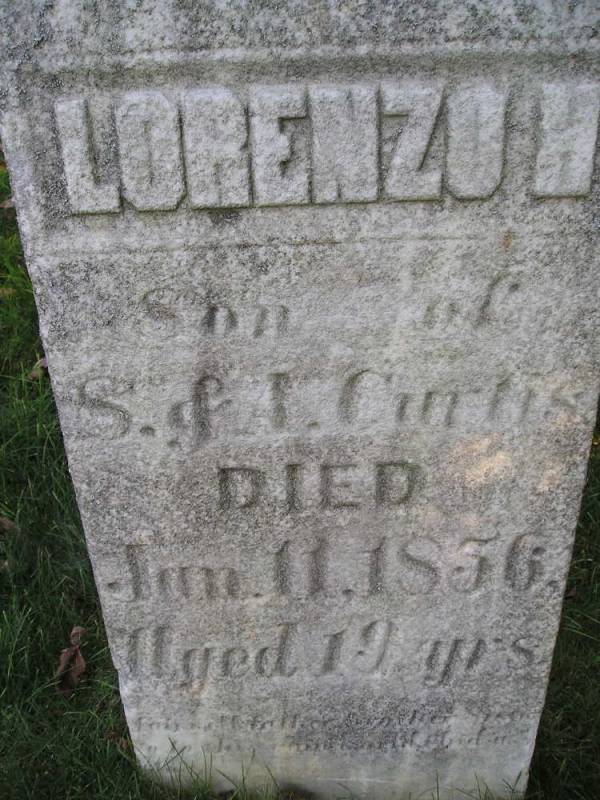 LORENZO H
Son of
S. & A. Curtis
DIED
Jan. 11, 1856.
Aged 19 yrs